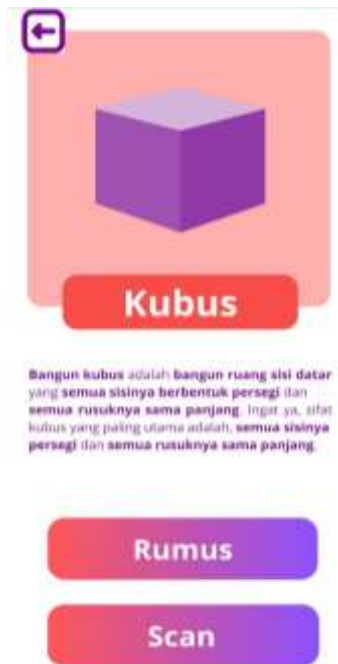 Kubus
Bangun kubus adalah bangun ruang sisi datar
yang semua sisinya berbentuk persegi dan
semua rusuknya sama panjang. Ingat ya, sifat
kubus yang paling utama adalah, semua sisinya
persegi dan semua rusuknya sama panjang.
Rumus
Scan